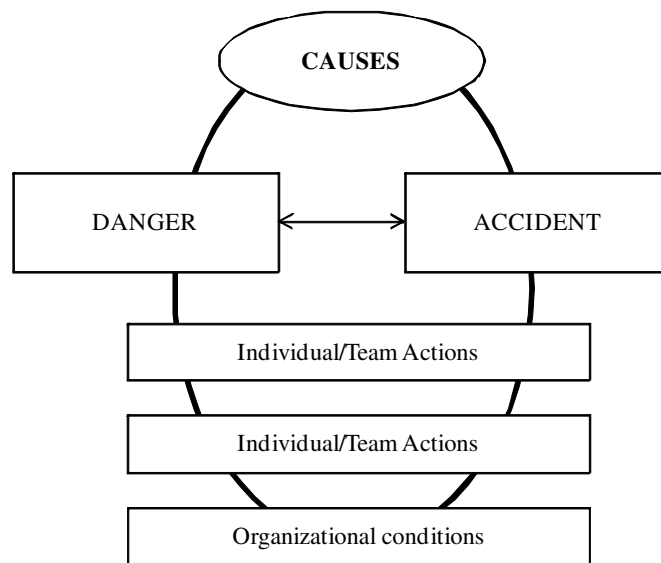 CAUSES
DANGER
ACCIDENT
Individual/Team Actions
Individual/Team Actions
Organizational conditions